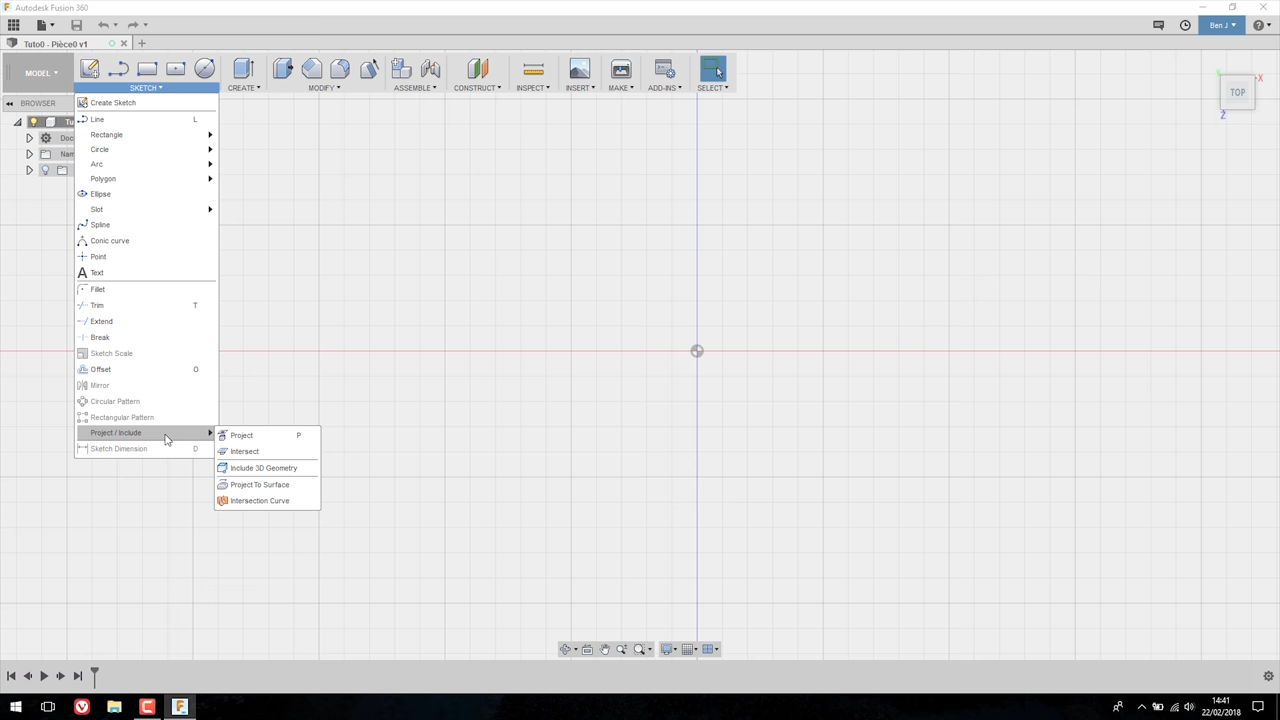 Autodesk Fusion 360
Ben J
Tuto0 - Pièce0 v1
MODEL
SKETCH
CREATE
MODIFY
ASSEMBLE
CONSTRUCT
INSPECT
INSERT
MAKE
ADD-INS
SELECT
X
TOP
Z
BROWSER
Create Sketch
Line L
Rectangle
Circle
Arc
Polygon
Ellipse
Slot
Spline
Conic curve
Point
A Text
Fillet
Trim T
Extend
Break
Sketch Scale
Offset O
Mirror
Circular Pattern
Rectangular Pattern
Project / Include
Sketch Dimension D
Project P
Intersect
Include 3D Geometry
Project To Surface
Intersection Curve
14:41
22/02/2018